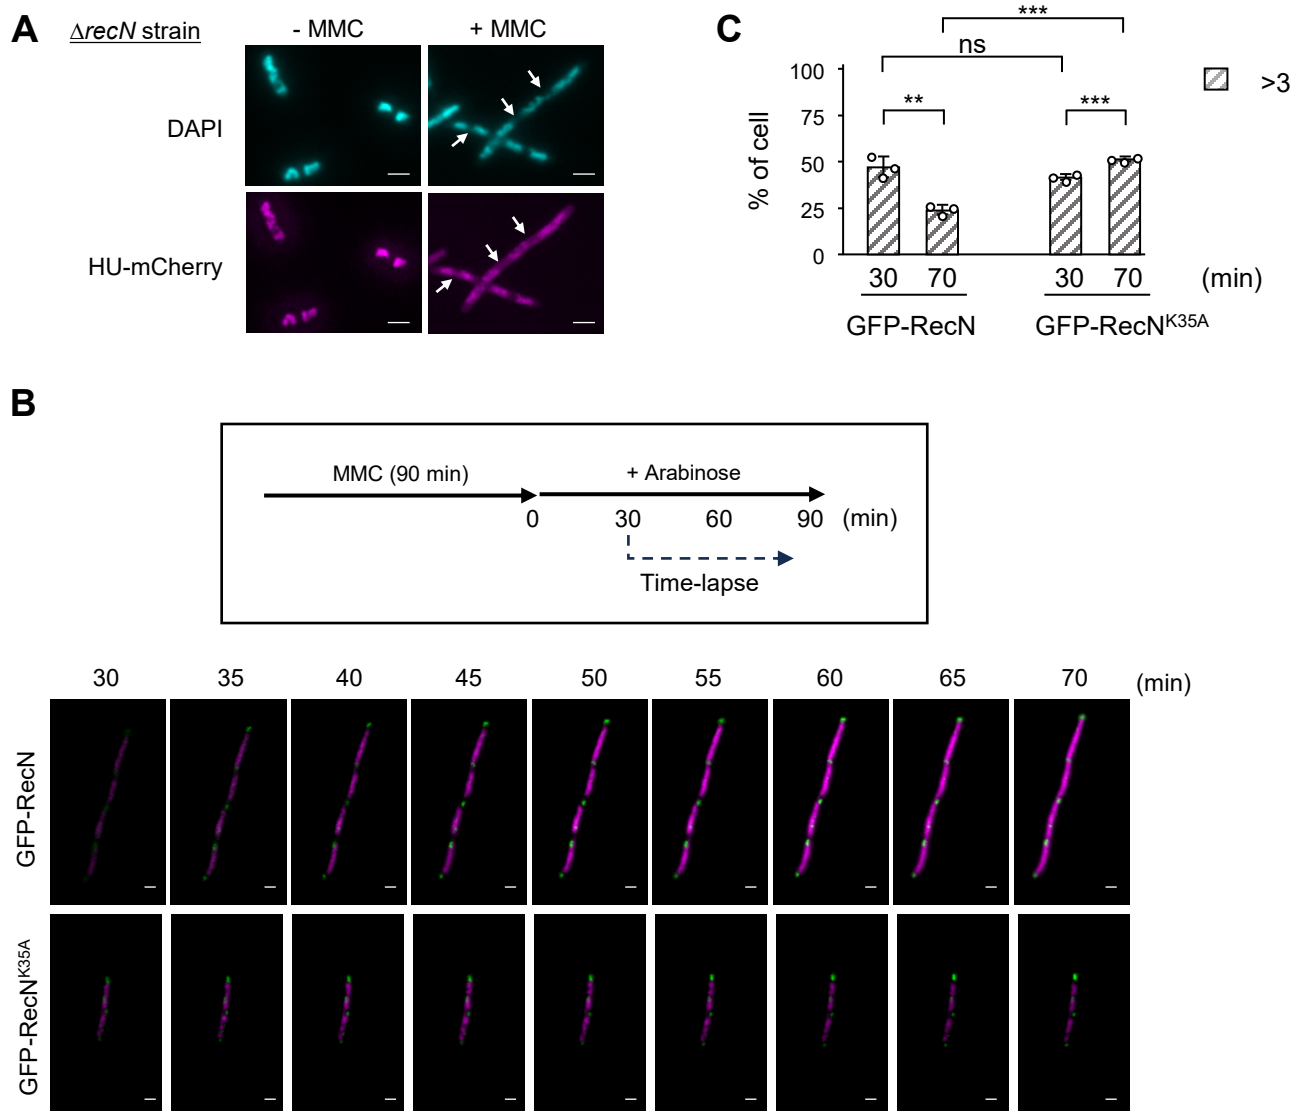 A
ΔrecN strain
- MMC
+ MMC
DAPI
HU-mCherry
C
***
ns
**
***
100
75
50
25
0
% of cell
>3
30
70
30
70
(min)
GFP-RecN
GFP-RecNK35A
B
MMC (90 min)
+ Arabinose
0
30
60
90
(min)
Time-lapse
30
35
40
45
50
55
60
65
70
(min)
GFP-RecN
GFP-RecNK35A